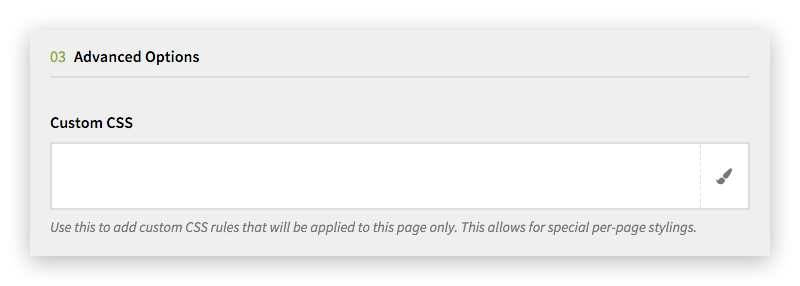 03 Advanced Options
Custom CSS
Use this to add custom CSS rules that will be applied to this page only. This allows for special per-page stylings.